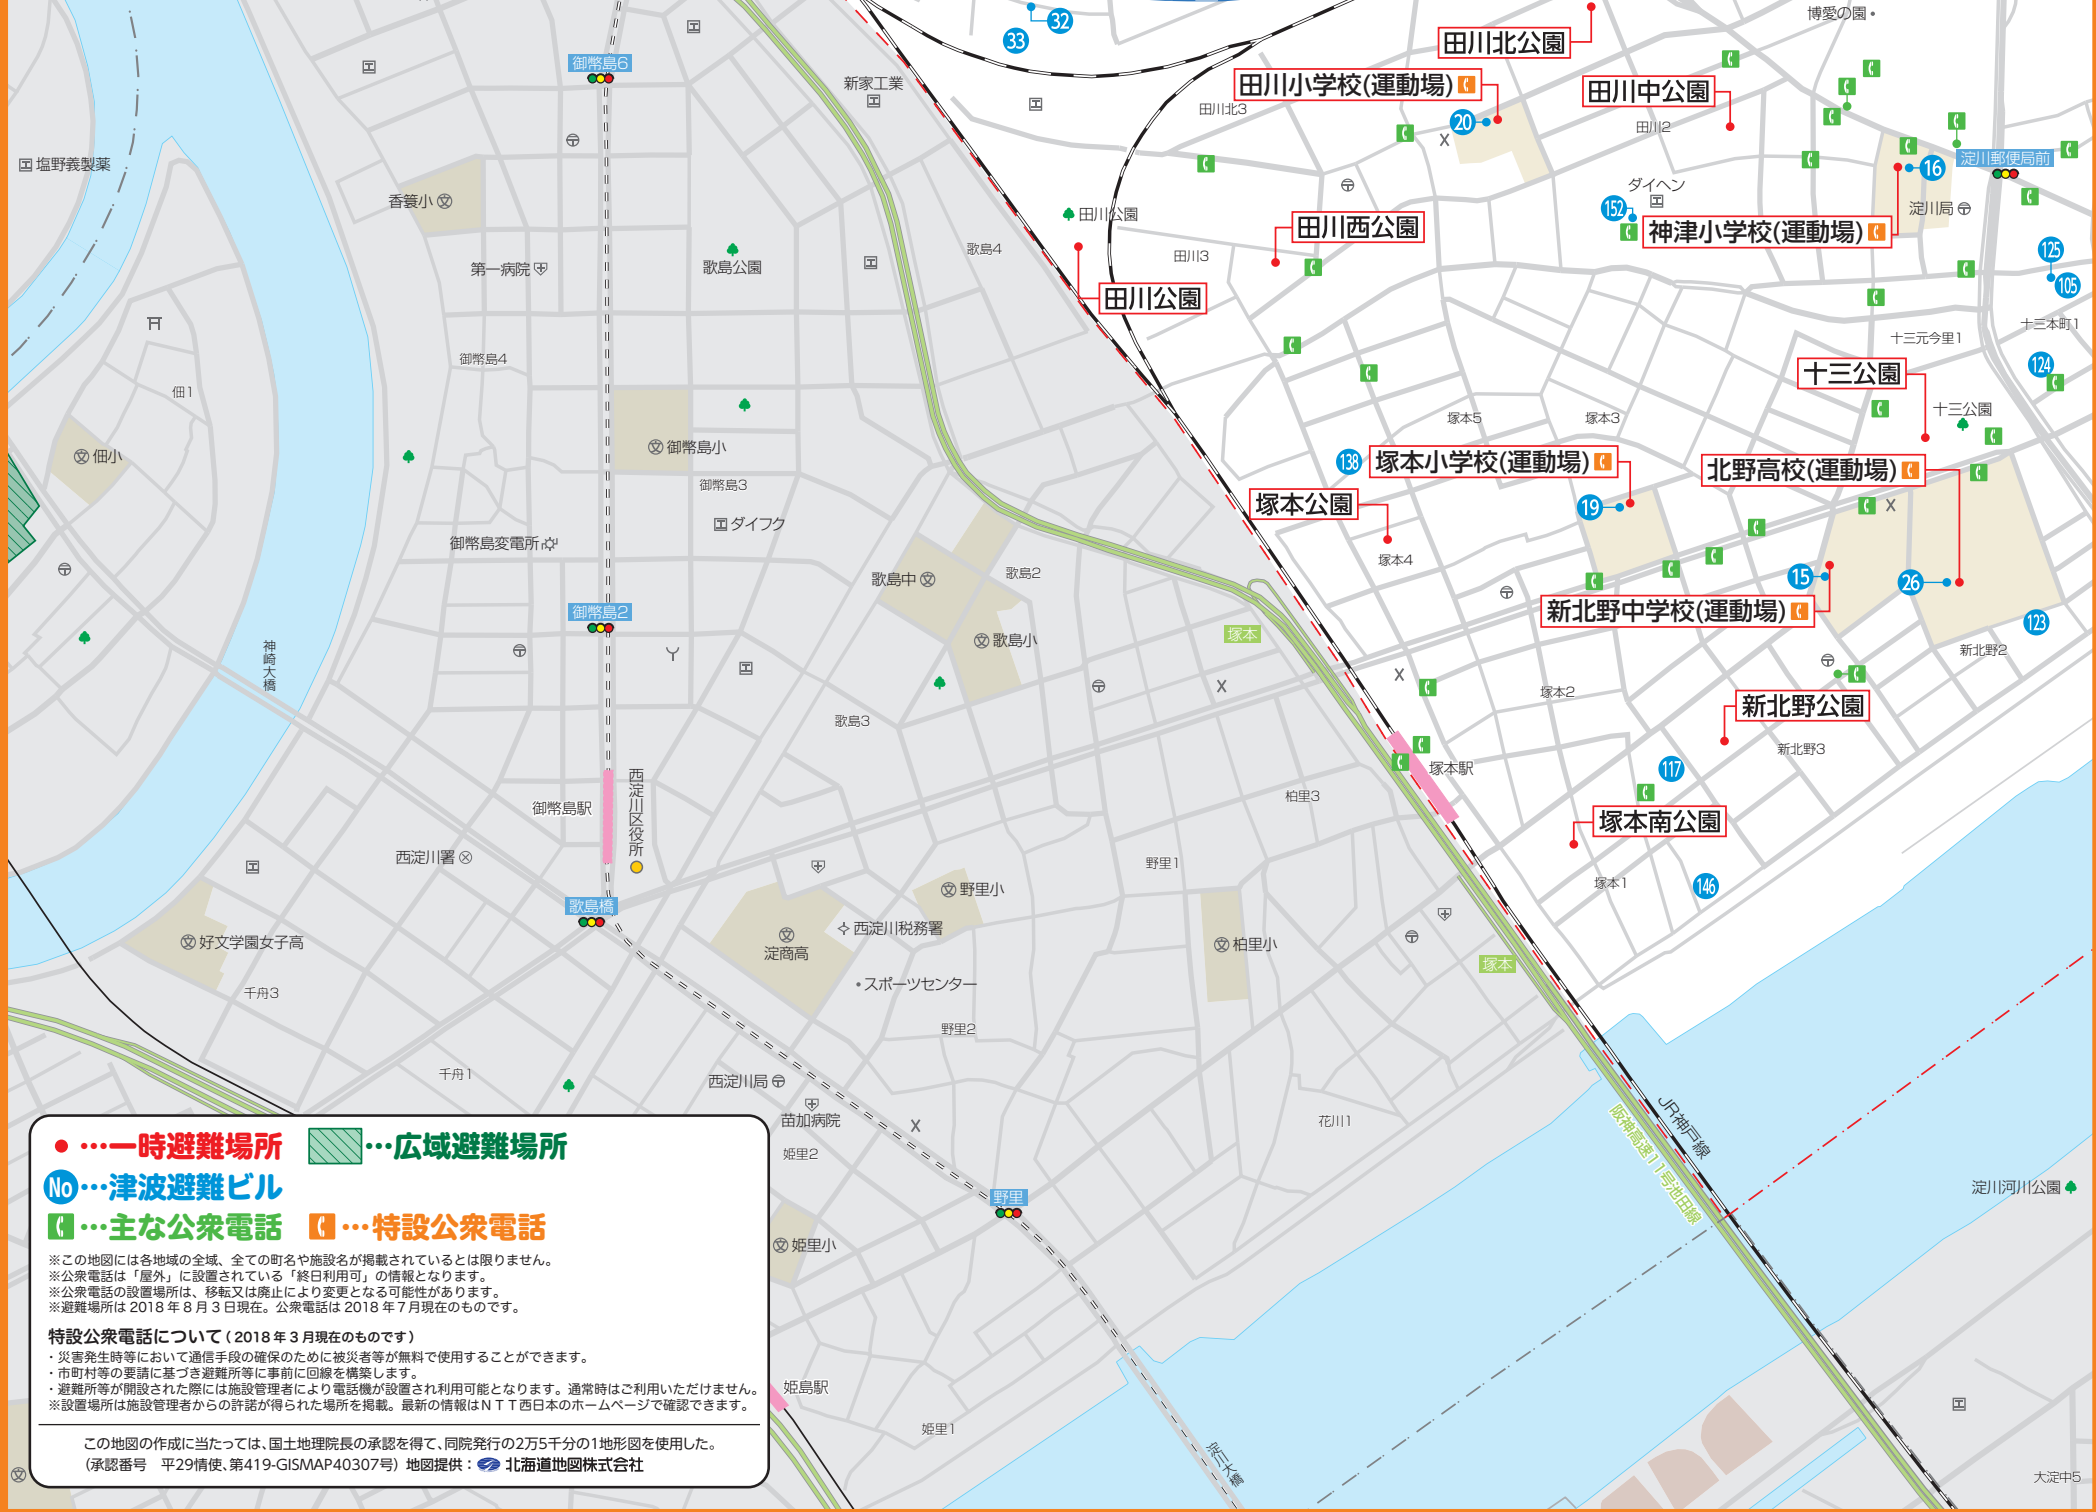 博愛の園
32
33
田川北公園
御幣島6
新家工業
田川小学校(運動場)
田川中公園
田川北3
20
田川2
塩野義製薬
淀川郵便局前
16
ダイヘン
香簑小
152
淀川局
田川公園
田川西公園
神津小学校(運動場)
歌島4
125
田川3
第一病院
歌島公園
105
田川公園
十三本町1
十三元今里1
御幣島4
124
十三公園
佃1
十三公園
塚本5
塚本3
御幣島小
佃小
138
塚本小学校(運動場)
北野高校(運動場)
御幣島3
塚本公園
19
ダイフク
御幣島変電所
塚本4
歌島2
歌島中
15
26
御幣島2
新北野中学校(運動場)
123
塚本
歌島小
新北野2
神崎大橋
塚本2
新北野公園
歌島3
新北野3
塚本駅
117
西淀川区役所
柏里3
御幣島駅
塚本南公園
西淀川署
野里1
塚本1
146
野里小
歌島橋
西淀川税務署
好文学園女子高
淀商高
柏里小
塚本
スポーツセンター
千舟3
野里2
千舟1
西淀川局
苗加病院
花川1
JR神戸線
阪神高速11号池田線
姫里2
淀川河川公園
野里
姫里小
姫島駅
姫里1
淀川大橋
大淀中5
…一時避難場所
…広域避難場所
No…津波避難ビル
…主な公衆電話
…特設公衆電話
※この地図には各地域の全域、全ての町名や施設名が掲載されているとは限りません。
※公衆電話は「屋外」に設置されている「終日利用可」の情報となります。
※公衆電話の設置場所は、移転又は廃止により変更となる可能性があります。
※避難場所は2018年8月3日現在。公衆電話は2018年7月現在のものです。
特設公衆電話について(2018年3月現在のものです)
・災害発生時等において通信手段の確保のために被災者等が無料で使用することができます。
・市町村等の要請に基づき避難所等に事前に回線を構築します。
・避難所等が開設された際には施設管理者により電話機が設置され利用可能となります。通常時はご利用いただけません。
※設置場所は施設管理者からの許諾が得られた場所を掲載。最新の情報はNTT西日本のホームページで確認できます。
この地図の作成に当たっては、国土地理院長の承認を得て、同院発行の2万5千分の1地形図を使用した。
(承認番号　平29情使、第419-GISMAP40307号) 地図提供：北海道地図株式会社